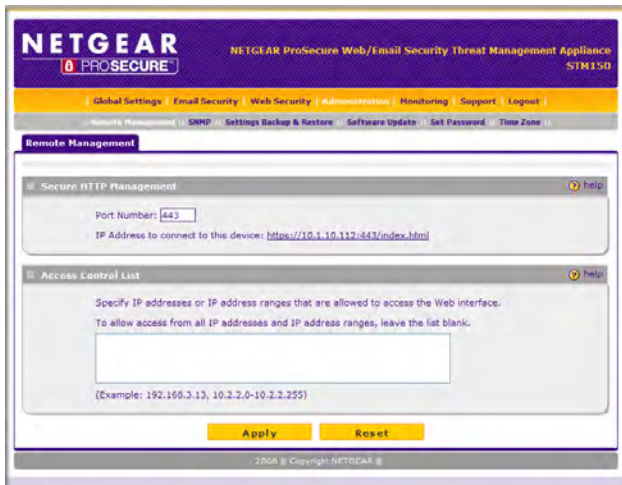 NETGEAR
PROSECURE
NETGEAR ProSecure Web/Email Security Threat Management Appliance
STM150
Global Settings | Email Security | Web Security | Administration | Monitoring | Support | Logout
:: Remote Management :: SNMP :: Settings Backup & Restore :: Software Update :: Set Password :: Time Zone ::
Remote Management
Secure HTTP Management
help
Port Number: 443
IP Address to connect to this device: https://10.1.10.112:443/index.html
Access Control List
help
Specify IP addresses or IP address ranges that are allowed to access the Web interface.
To allow access from all IP addresses and IP address ranges, leave the list blank.
(Example: 192.168.3.13, 10.2.2.0-10.2.2.255)
Apply
Reset
2008 © Copyright NETGEAR ®